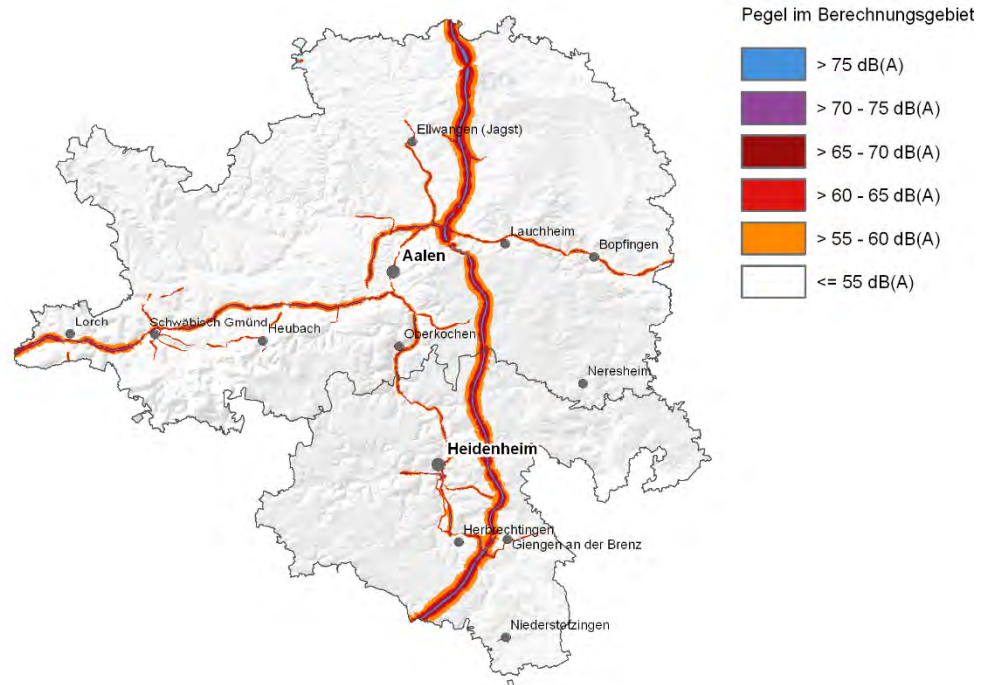 Pegel im Berechnungsgebiet
> 75 dB(A)
> 70 - 75 dB(A)
> 65 - 70 dB(A)
> 60 - 65 dB(A)
> 55 - 60 dB(A)
<= 55 dB(A)
Ellwangen (Jagst)
Lauchheim
Bopfingen
Aalen
Lorch
Schwäbisch Gmünd
Heubach
Oberkochen
Neresheim
Heidenheim
Herbrechtingen
Giengen an der Brenz
Niederstotzingen